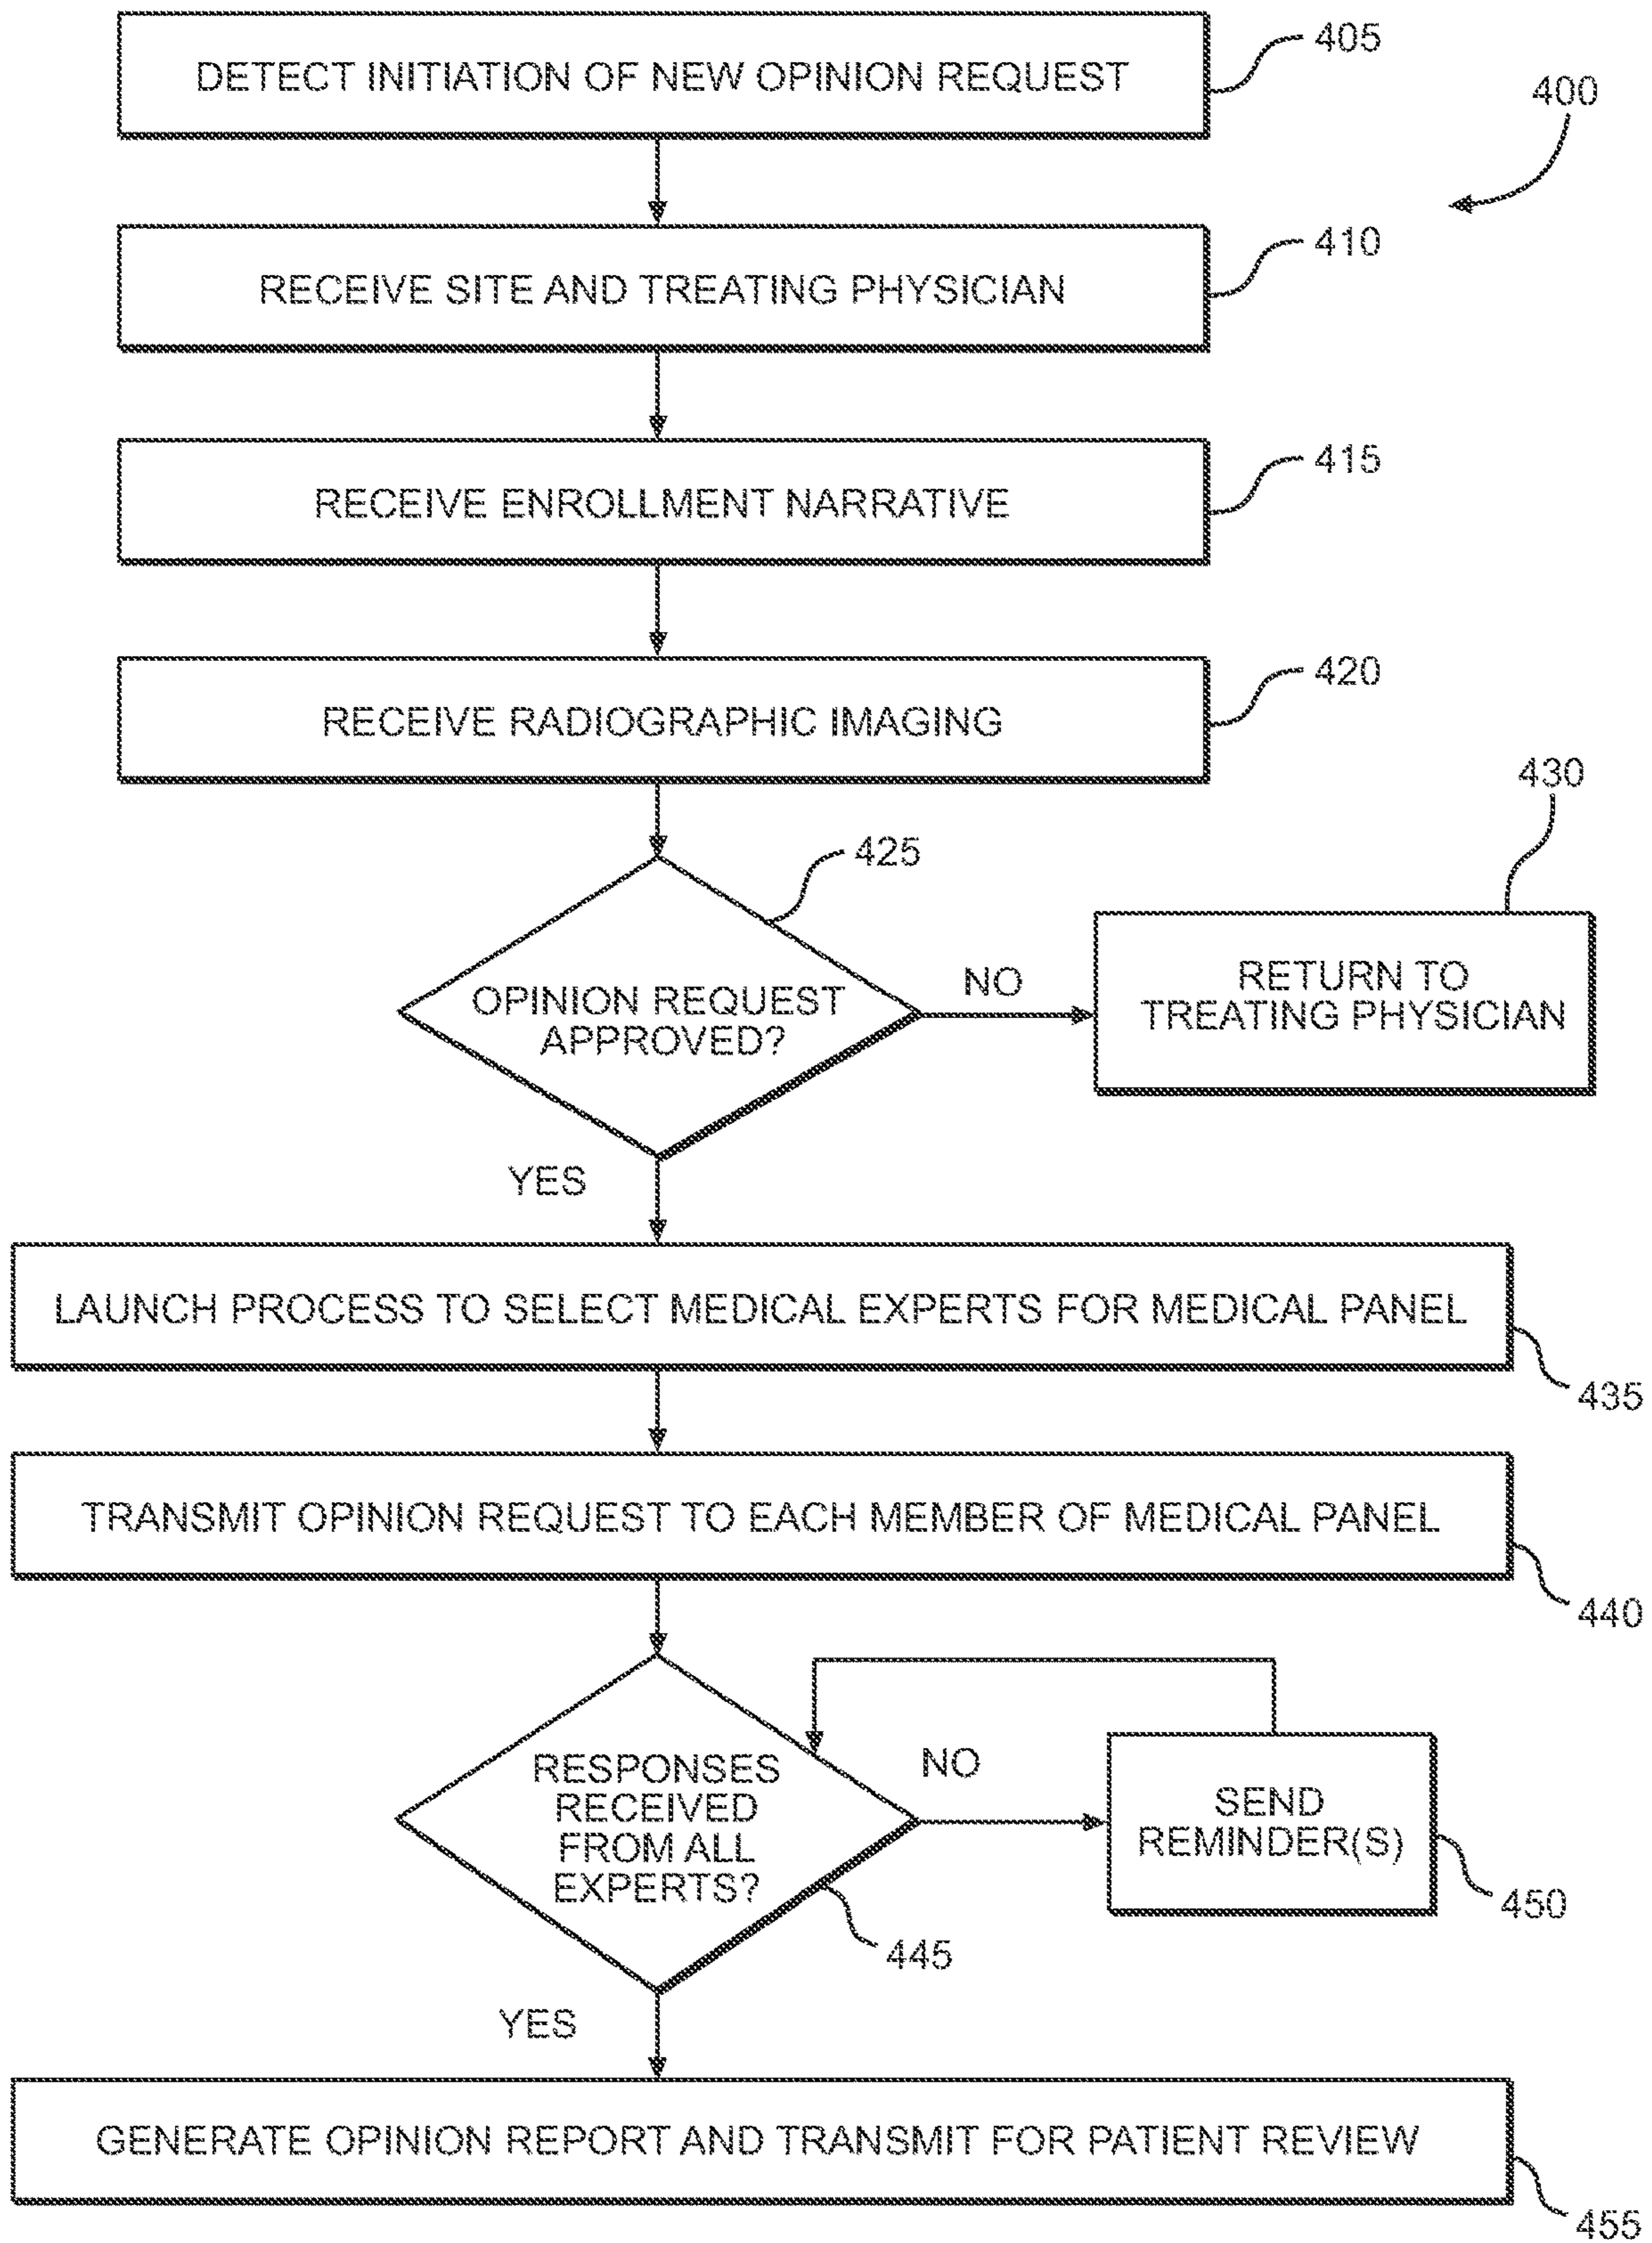 DETECT INITIATION OF NEW OPINION REQUEST
405
400
RECEIVE SITE AND TREATING PHYSICIAN
410
RECEIVE ENROLLMENT NARRATIVE
415
RECEIVE RADIOGRAPHIC IMAGING
420
425
OPINION REQUEST
APPROVED?
NO
430
RETURN TO
TREATING PHYSICIAN
YES
LAUNCH PROCESS TO SELECT MEDICAL EXPERTS FOR MEDICAL PANEL
435
TRANSMIT OPINION REQUEST TO EACH MEMBER OF MEDICAL PANEL
440
RESPONSES
RECEIVED
FROM ALL
EXPERTS?
445
NO
SEND
REMINDER(S)
450
YES
GENERATE OPINION REPORT AND TRANSMIT FOR PATIENT REVIEW
455